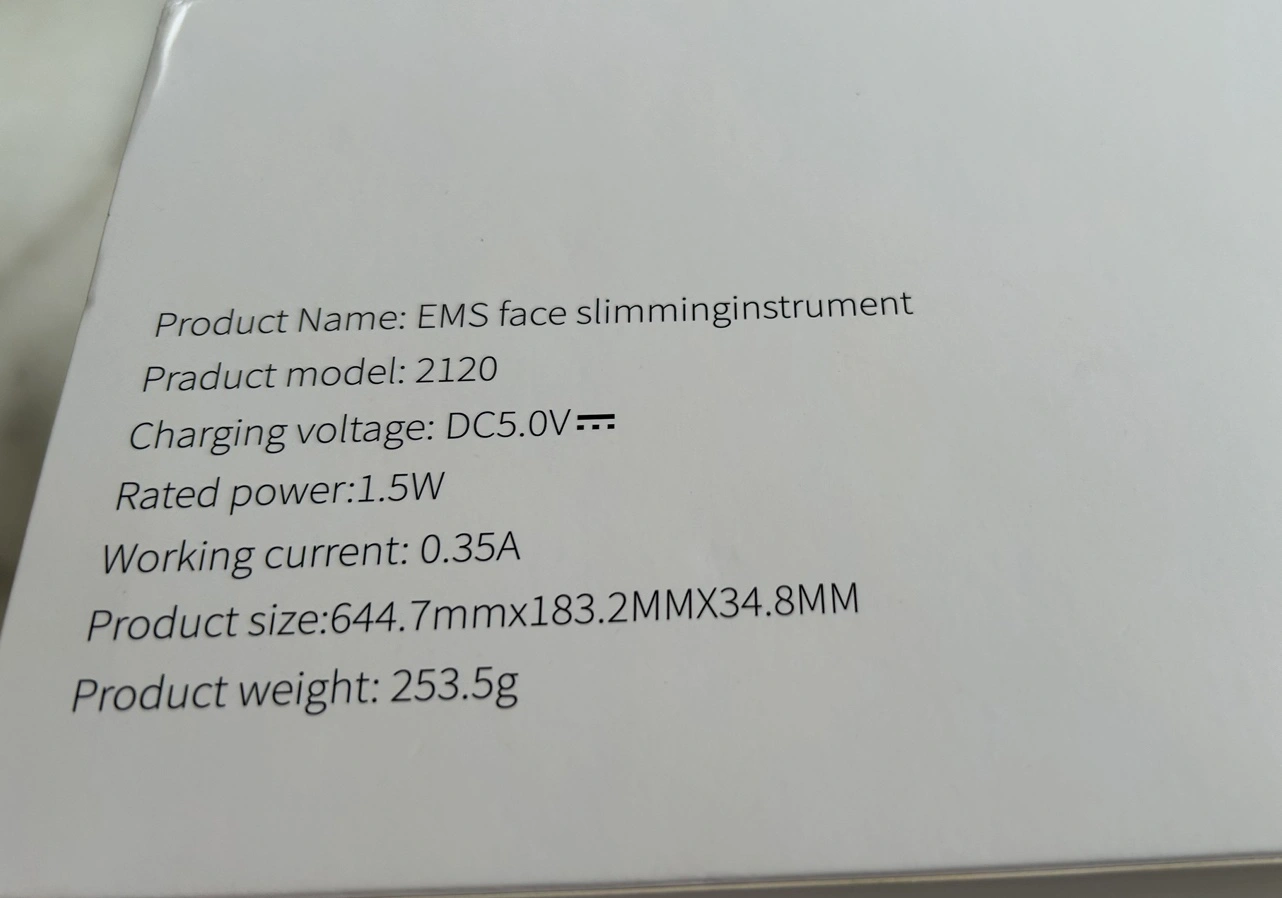 Product Name: EMS face slimminginstrument
Praduct model: 2120
Charging voltage: DC5.0V⎓
Rated power:1.5W
Working current: 0.35A
Product size:644.7mmx183.2MMX34.8MM
Product weight: 253.5g